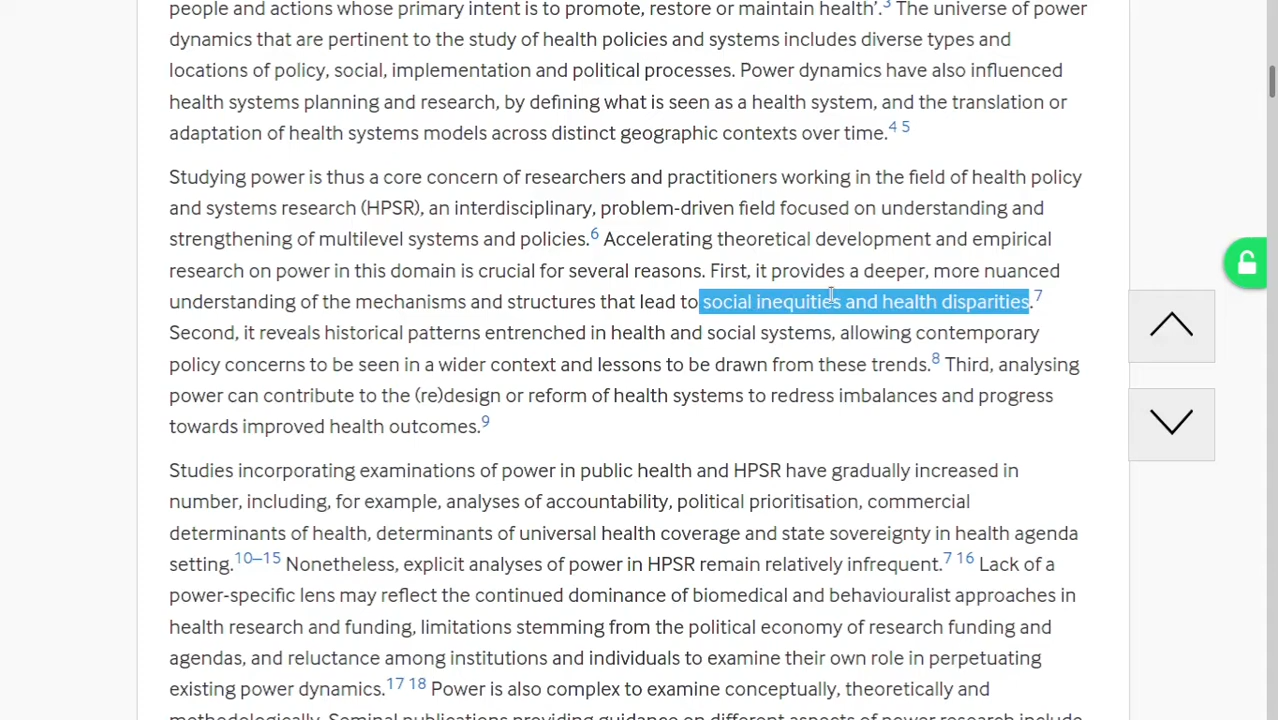 people and actions whose primary intent is to promote, restore or maintain health’.3 The universe of power
dynamics that are pertinent to the study of health policies and systems includes diverse types and
locations of policy, social, implementation and political processes. Power dynamics have also influenced
health systems planning and research, by defining what is seen as a health system, and the translation or
adaptation of health systems models across distinct geographic contexts over time.4 5
Studying power is thus a core concern of researchers and practitioners working in the field of health policy
and systems research (HPSR), an interdisciplinary, problem-driven field focused on understanding and
strengthening of multilevel systems and policies.6 Accelerating theoretical development and empirical
research on power in this domain is crucial for several reasons. First, it provides a deeper, more nuanced
understanding of the mechanisms and structures that lead to social inequities and health disparities.7
Second, it reveals historical patterns entrenched in health and social systems, allowing contemporary
policy concerns to be seen in a wider context and lessons to be drawn from these trends.8 Third, analysing
power can contribute to the (re)design or reform of health systems to redress imbalances and progress
towards improved health outcomes.9
Studies incorporating examinations of power in public health and HPSR have gradually increased in
number, including, for example, analyses of accountability, political prioritisation, commercial
determinants of health, determinants of universal health coverage and state sovereignty in health agenda
setting.10–15 Nonetheless, explicit analyses of power in HPSR remain relatively infrequent.7 16 Lack of a
power-specific lens may reflect the continued dominance of biomedical and behaviouralist approaches in
health research and funding, limitations stemming from the political economy of research funding and
agendas, and reluctance among institutions and individuals to examine their own role in perpetuating
existing power dynamics.17 18 Power is also complex to examine conceptually, theoretically and
methodologically. Seminal publications providing guidance on different aspects of power research include